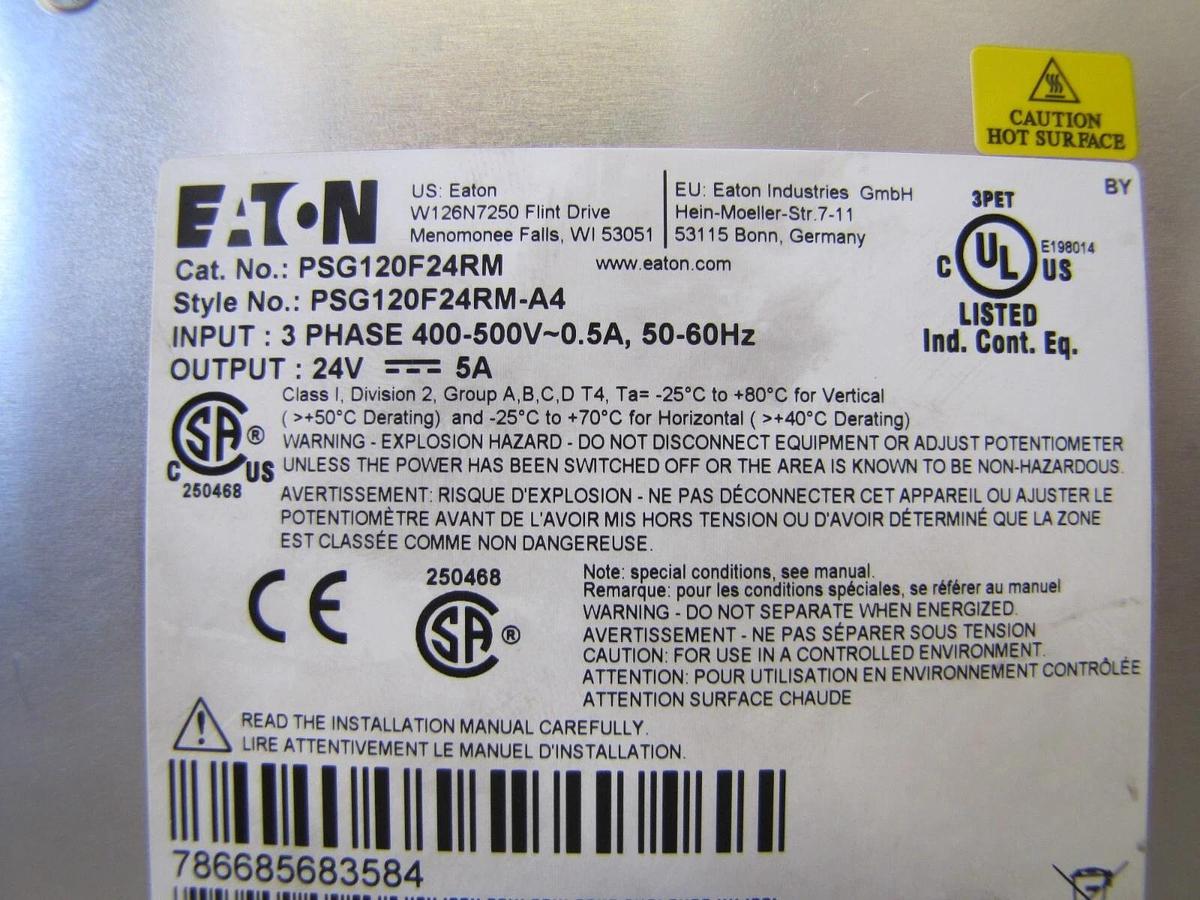 CAUTION
HOT SURFACE
EATON
US: Eaton
W126N7250 Flint Drive
Menomonee Falls, WI 53051
EU: Eaton Industries GmbH
Hein-Moeller-Str.7-11
53115 Bonn, Germany
www.eaton.com
BY
3PET
C UL US
E198014
LISTED
Ind. Cont. Eq.
Cat. No.: PSG120F24RM
Style No.: PSG120F24RM-A4
INPUT : 3 PHASE 400-500V~0.5A, 50-60Hz
OUTPUT : 24V ⎓ 5A
Class I, Division 2, Group A,B,C,D T4, Ta= -25°C to +80°C for Vertical
( >+50°C Derating) and -25°C to +70°C for Horizontal ( >+40°C Derating)
WARNING - EXPLOSION HAZARD - DO NOT DISCONNECT EQUIPMENT OR ADJUST POTENTIOMETER
UNLESS THE POWER HAS BEEN SWITCHED OFF OR THE AREA IS KNOWN TO BE NON-HAZARDOUS.
C SA ® US
250468
AVERTISSEMENT: RISQUE D'EXPLOSION - NE PAS DÉCONNECTER CET APPAREIL OU AJUSTER LE
POTENTIOMÈTRE AVANT DE L'AVOIR MIS HORS TENSION OU D'AVOIR DÉTERMINÉ QUE LA ZONE
EST CLASSÉE COMME NON DANGEREUSE.
CE
250468
SA ®
Note: special conditions, see manual.
Remarque: pour les conditions spéciales, se référer au manuel
WARNING - DO NOT SEPARATE WHEN ENERGIZED.
AVERTISSEMENT - NE PAS SÉPARER SOUS TENSION
CAUTION: FOR USE IN A CONTROLLED ENVIRONMENT.
ATTENTION: POUR UTILISATION EN ENVIRONNEMENT CONTRÔLÉE
ATTENTION SURFACE CHAUDE
READ THE INSTALLATION MANUAL CAREFULLY.
LIRE ATTENTIVEMENT LE MANUEL D'INSTALLATION.
786685683584